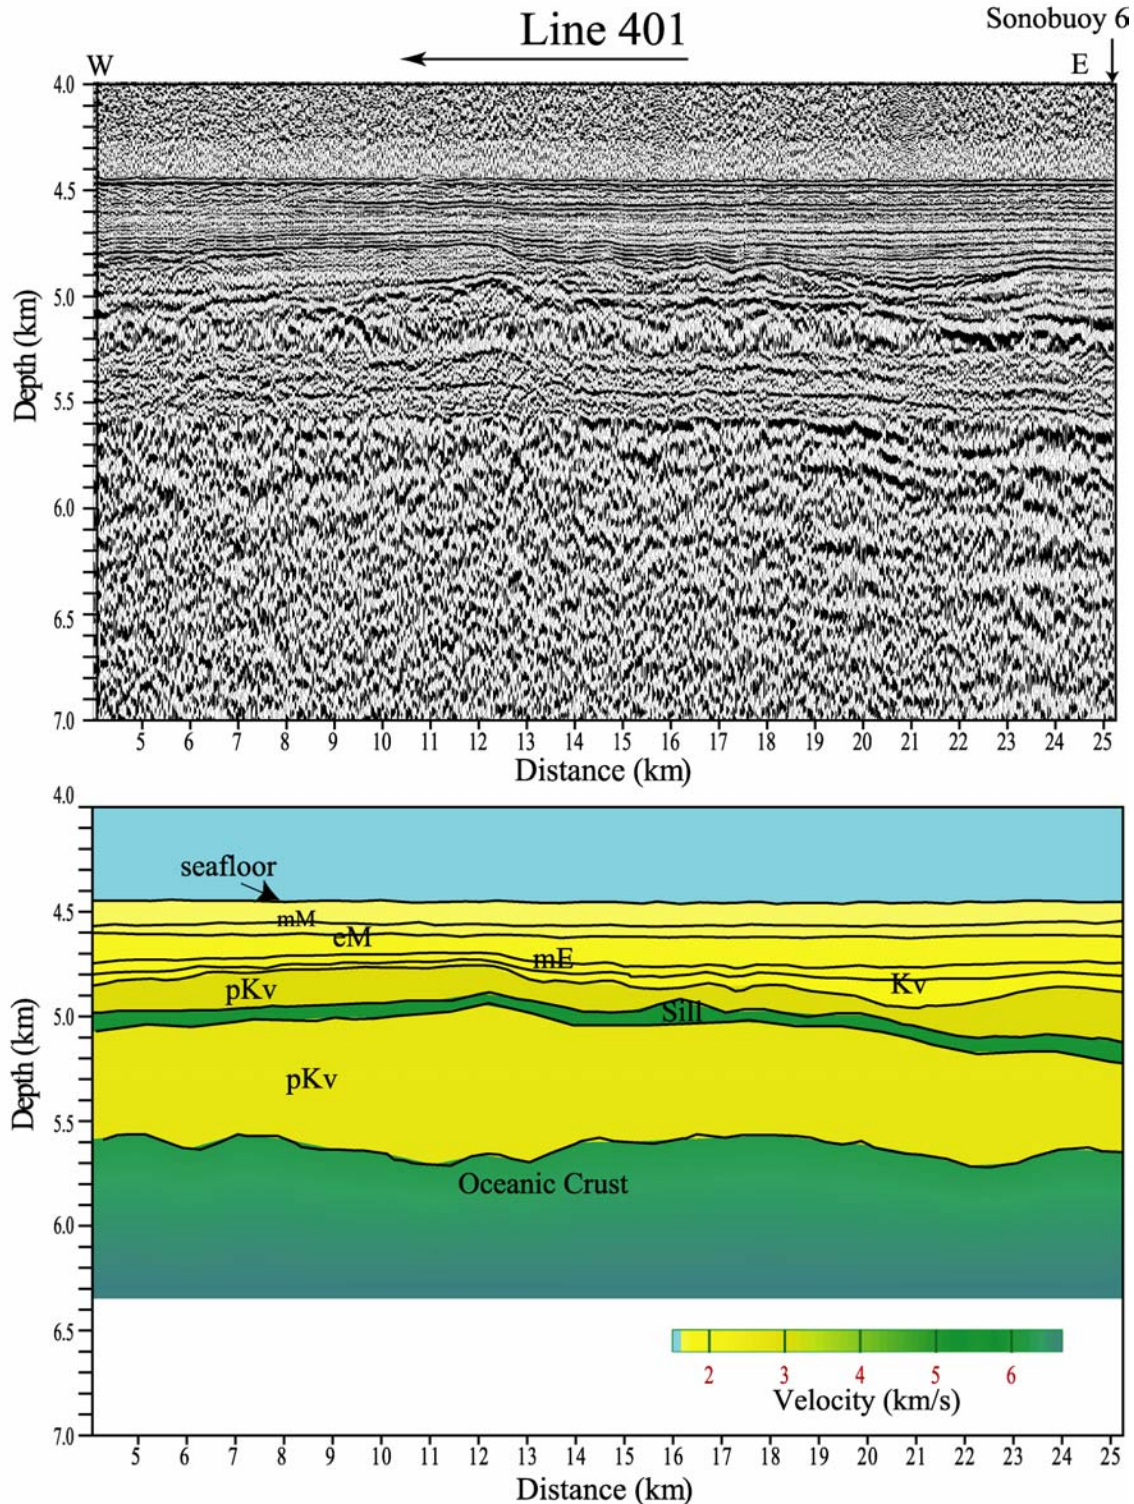 Line 401
Sonobuoy 6
W
E
4.0
4.5
5.0
5.5
6.0
6.5
7.0
Depth (km)
5 6 7 8 9 10 11 12 13 14 15 16 17 18 19 20 21 22 23 24 25
Distance (km)
4.0
4.5
5.0
5.5
6.0
6.5
7.0
Depth (km)
seafloor
mM
eM
mE
Kv
pKv
Sill
pKv
Oceanic Crust
2 3 4 5 6
Velocity (km/s)
5 6 7 8 9 10 11 12 13 14 15 16 17 18 19 20 21 22 23 24 25
Distance (km)